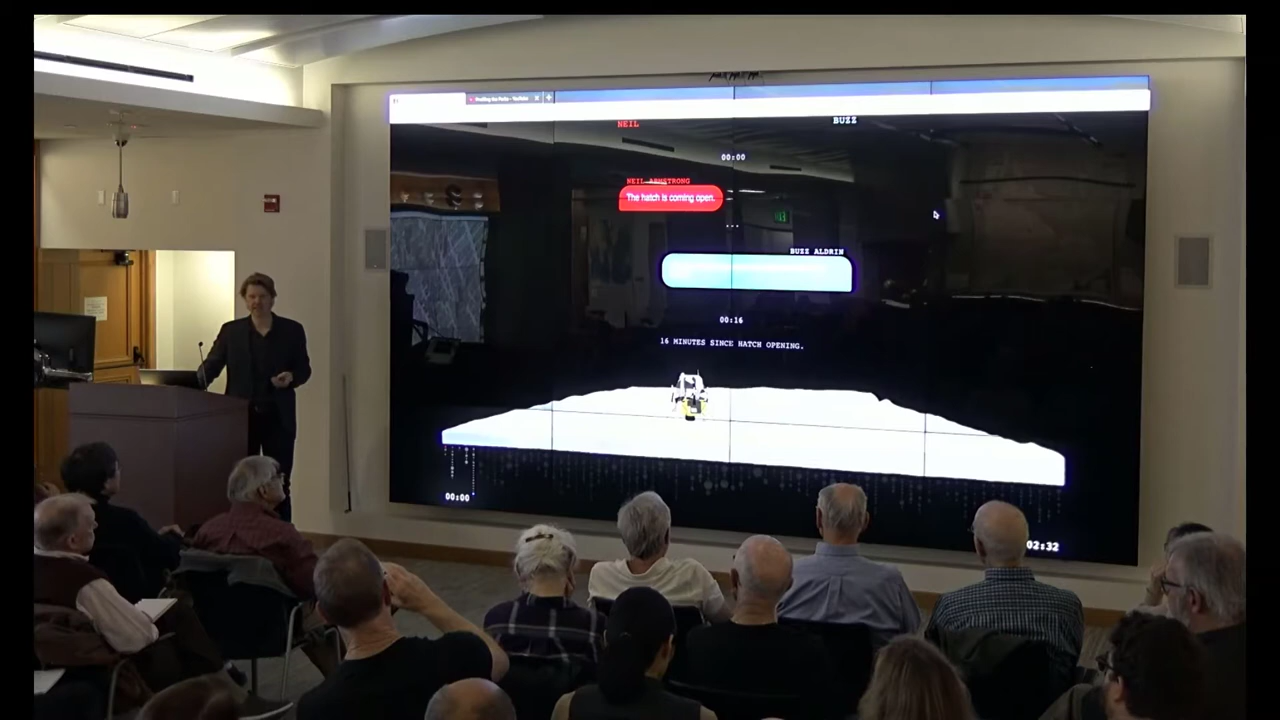 NEIL
BUZZ
00:00
NEIL ARMSTRONG
The hatch is coming open.
...
BUZZ ALDRIN
00:16
16 MINUTES SINCE HATCH OPENING.
00:00
02:32